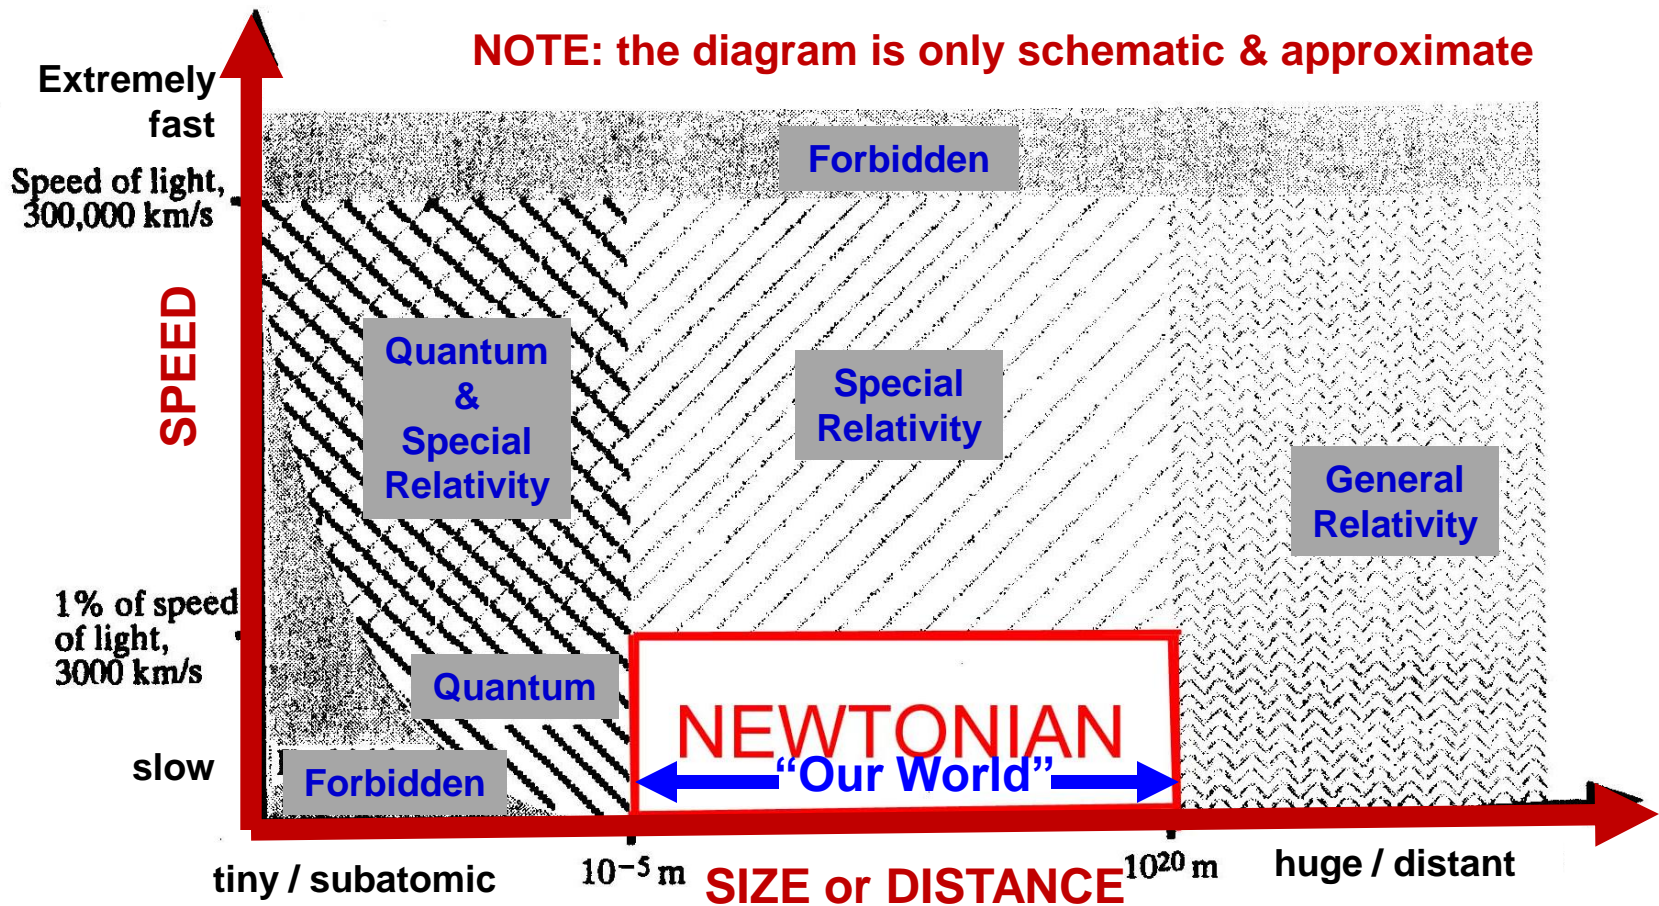 NOTE: the diagram is only schematic & approximate
Extremely
fast
Forbidden
Speed of light,
300,000 km/s
SPEED
Quantum
&
Special
Relativity
Special
Relativity
General
Relativity
1% of speed
of light,
3000 km/s
Quantum
NEWTONIAN
slow
"Our World"
Forbidden
tiny / subatomic
10⁻⁵ m
SIZE or DISTANCE
10²⁰ m
huge / distant